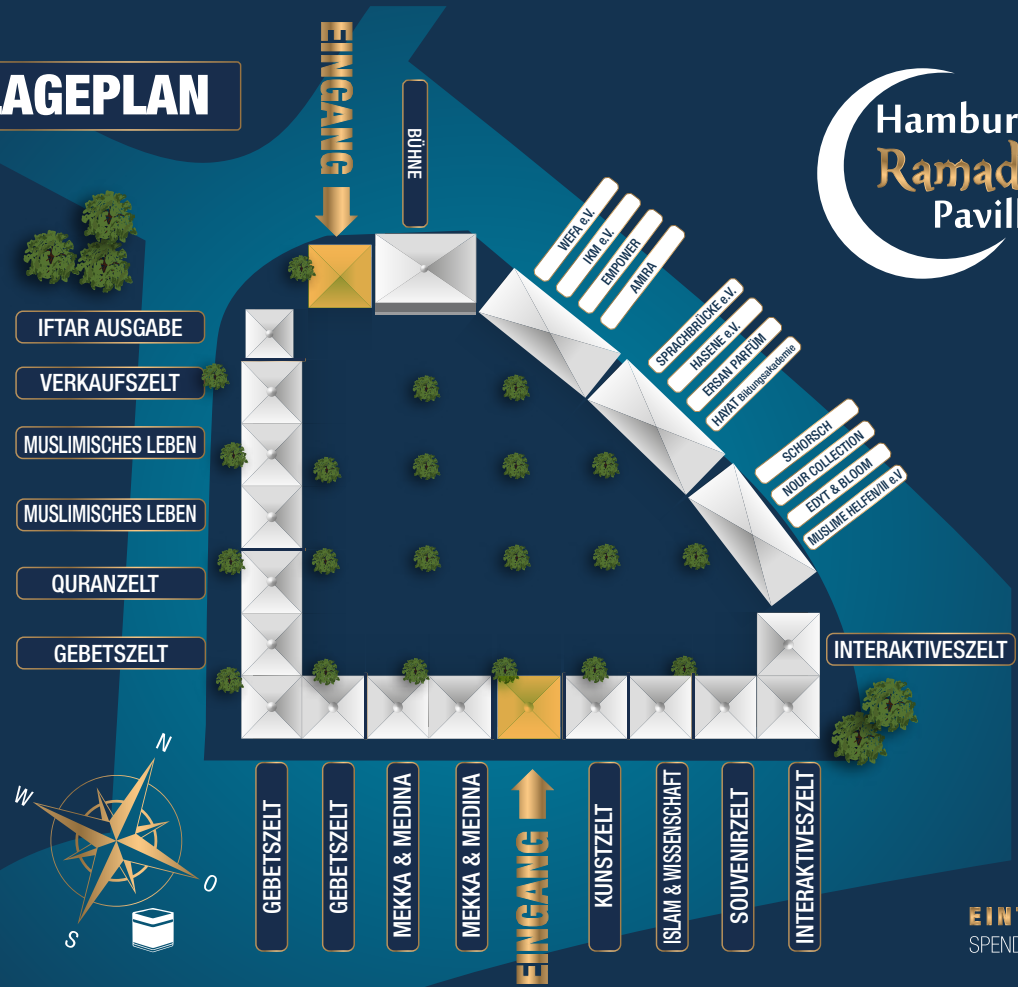 LAGEPLAN
EINGANG
BÜHNE
Hambur
Ramad
Pavill
WEFA e.V.
IKM e.V.
EMPOWER
AMIRA
SPRACHBRÜCKE e.V.
HASENE e.V.
ERSAN PARFÜM
HAYAT Bildungsakademie
SCHORSCH
NOUR COLLECTION
EDYT & BLOOM
MUSLIME HELFEN/III e.V
IFTAR AUSGABE
VERKAUFSZELT
MUSLIMISCHES LEBEN
MUSLIMISCHES LEBEN
QURANZELT
GEBETSZELT
INTERAKTIVESZELT
N
W
O
S
GEBETSZELT
GEBETSZELT
MEKKA & MEDINA
MEKKA & MEDINA
EINGANG
KUNSTZELT
ISLAM & WISSENSCHAFT
SOUVENIRZELT
INTERAKTIVESZELT
EINT
SPEND